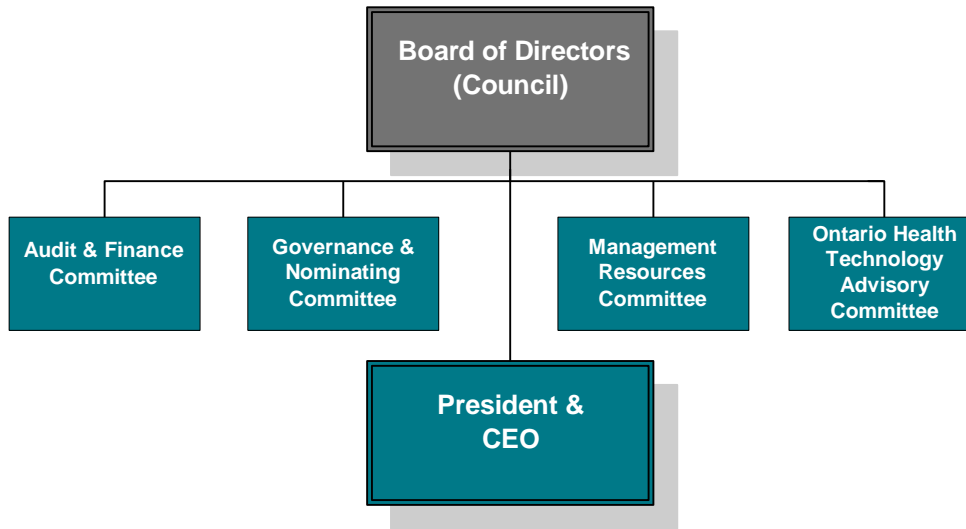 Board of Directors
(Council)
Audit & Finance
Committee
Governance &
Nominating
Committee
Management
Resources
Committee
Ontario Health
Technology
Advisory
Committee
President &
CEO